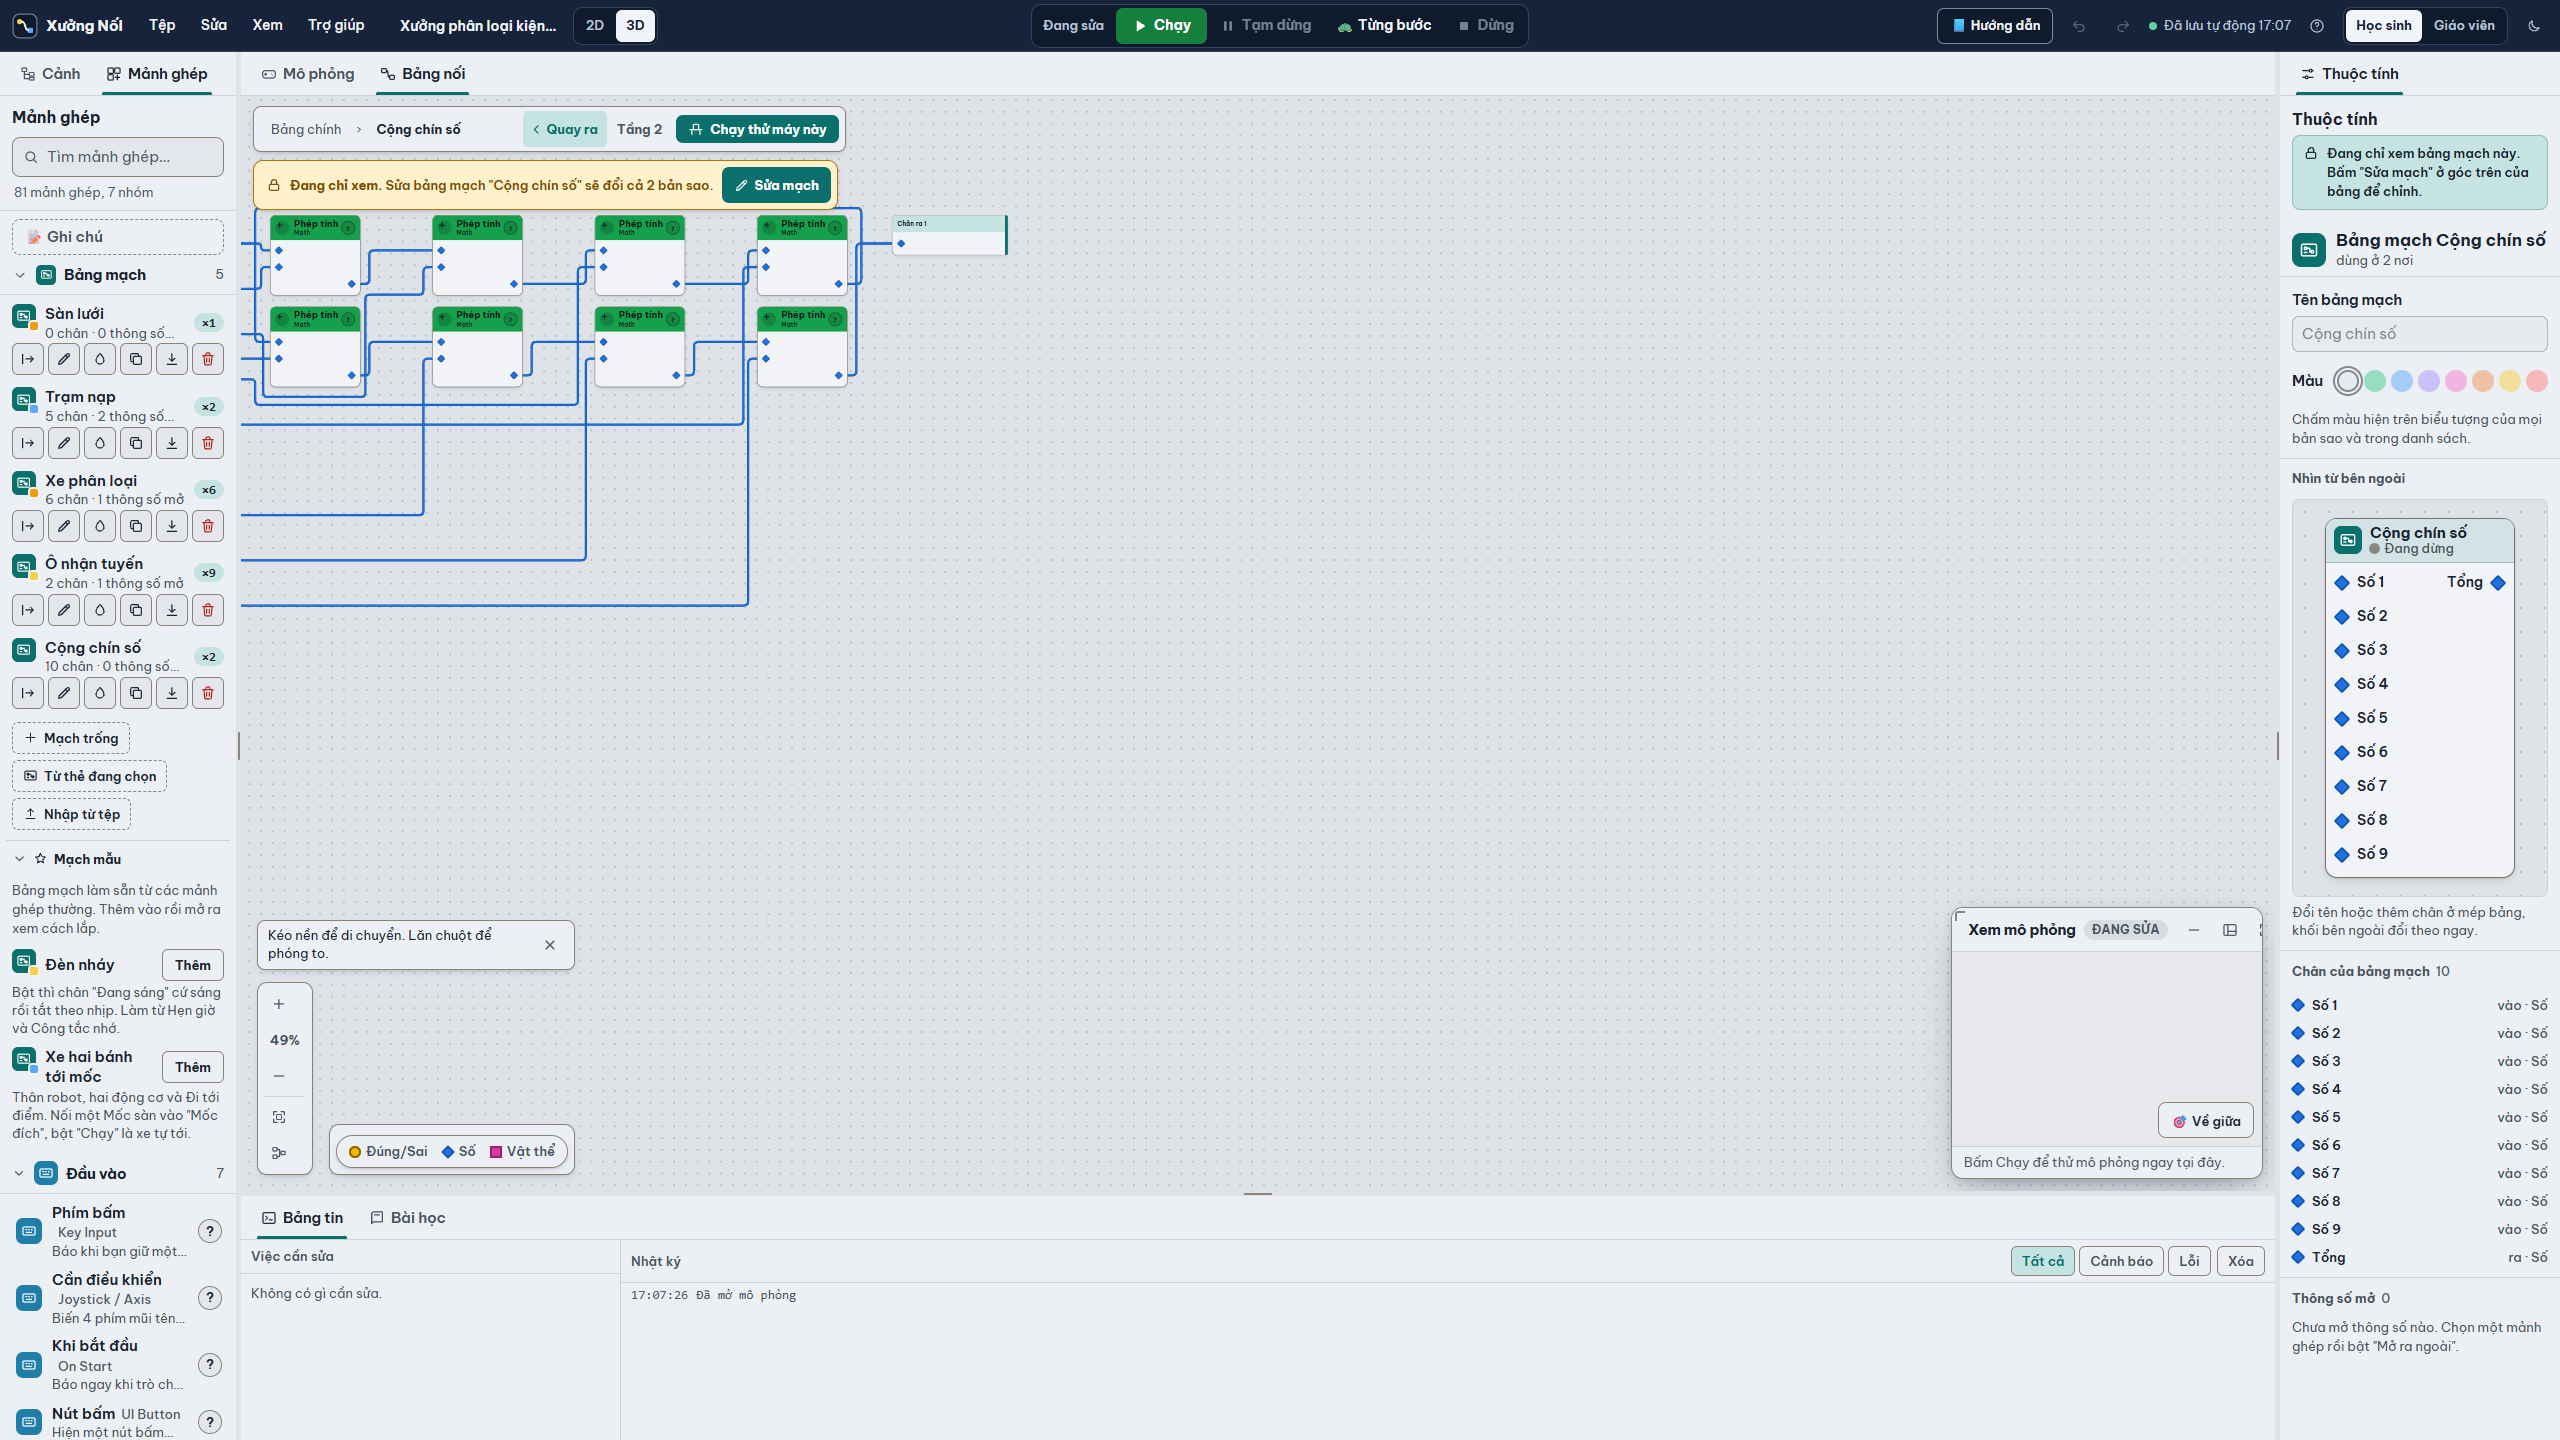 Xưởng Nối
Tệp
Sửa
Xem
Trợ giúp
Xưởng phân loại kiện...
2D
3D
Đang sửa
Chạy
Tạm dừng
Từng bước
Dừng
Hướng dẫn
Đã lưu tự động 17:07
Học sinh
Giáo viên
Cảnh
Mảnh ghép
Mảnh ghép
Tìm mảnh ghép...
81 mảnh ghép, 7 nhóm
Ghi chú
Bảng mạch
5
Sàn lưới
0 chân · 0 thông số...
×1
Trạm nạp
5 chân · 2 thông số...
×2
Xe phân loại
6 chân · 1 thông số mở
×6
Ô nhận tuyến
2 chân · 1 thông số mở
×9
Cộng chín số
10 chân · 0 thông số...
×2
Mạch trống
Từ thẻ đang chọn
Nhập từ tệp
Mạch mẫu
Bảng mạch làm sẵn từ các mảnh
ghép thường. Thêm vào rồi mở ra
xem cách lắp.
Đèn nháy
Thêm
Bật thì chân "Đang sáng" cứ sáng
rồi tắt theo nhịp. Làm từ Hẹn giờ
và Công tắc nhớ.
Xe hai bánh
tới mốc
Thêm
Thân robot, hai động cơ và Đi tới
điểm. Nối một Mốc sàn vào "Mốc
đích", bật "Chạy" là xe tự tới.
Đầu vào
7
Phím bấm
Key Input
Báo khi bạn giữ một...
?
Cần điều khiển
Joystick / Axis
Biến 4 phím mũi tên...
?
Khi bắt đầu
On Start
Báo ngay khi trò ch...
?
Nút bấm UI Button
Hiện một nút bấm...
?
Mô phỏng
Bảng nối
Bảng chính
›
Cộng chín số
Quay ra
Tầng 2
Chạy thử máy này
Đang chỉ xem. Sửa bảng mạch "Cộng chín số" sẽ đổi cả 2 bản sao.
Sửa mạch
Phép tính
Math
?
Phép tính
Math
?
Phép tính
Math
?
Phép tính
Math
?
Chân ra 1
Phép tính
Math
?
Phép tính
Math
?
Phép tính
Math
?
Phép tính
Math
?
Kéo nền để di chuyển. Lăn chuột để
phóng to.
49%
Đúng/Sai
Số
Vật thể
Xem mô phỏng
ĐANG SỬA
Về giữa
Bấm Chạy để thử mô phỏng ngay tại đây.
Bảng tin
Bài học
Việc cần sửa
Không có gì cần sửa.
Nhật ký
Tất cả
Cảnh báo
Lỗi
Xóa
17:07:26 Đã mở mô phỏng
Thuộc tính
Thuộc tính
Đang chỉ xem bảng mạch này.
Bấm "Sửa mạch" ở góc trên của
bảng để chỉnh.
Bảng mạch Cộng chín số
dùng ở 2 nơi
Tên bảng mạch
Cộng chín số
Màu
Chấm màu hiện trên biểu tượng của mọi
bản sao và trong danh sách.
Nhìn từ bên ngoài
Cộng chín số
Đang dừng
Số 1
Tổng
Số 2
Số 3
Số 4
Số 5
Số 6
Số 7
Số 8
Số 9
Đổi tên hoặc thêm chân ở mép bảng,
khối bên ngoài đổi theo ngay.
Chân của bảng mạch 10
Số 1
vào · Số
Số 2
vào · Số
Số 3
vào · Số
Số 4
vào · Số
Số 5
vào · Số
Số 6
vào · Số
Số 7
vào · Số
Số 8
vào · Số
Số 9
vào · Số
Tổng
ra · Số
Thông số mở 0
Chưa mở thông số nào. Chọn một mảnh
ghép rồi bật "Mở ra ngoài".